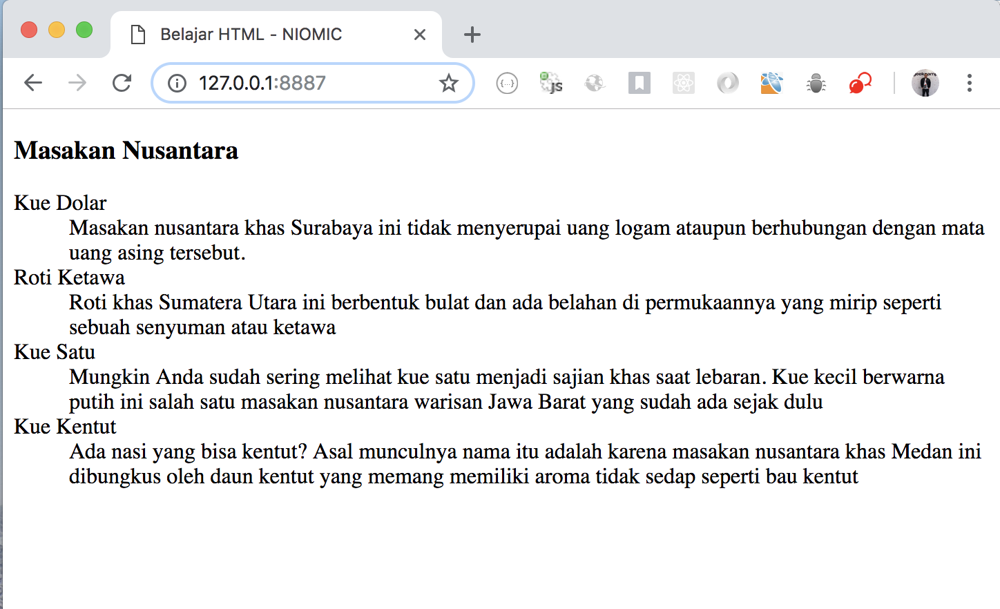 Belajar HTML - NIOMIC
127.0.0.1:8887
{...}
js
Masakan Nusantara
Kue Dolar
Masakan nusantara khas Surabaya ini tidak menyerupai uang logam ataupun berhubungan dengan mata
uang asing tersebut.
Roti Ketawa
Roti khas Sumatera Utara ini berbentuk bulat dan ada belahan di permukaannya yang mirip seperti
sebuah senyuman atau ketawa
Kue Satu
Mungkin Anda sudah sering melihat kue satu menjadi sajian khas saat lebaran. Kue kecil berwarna
putih ini salah satu masakan nusantara warisan Jawa Barat yang sudah ada sejak dulu
Kue Kentut
Ada nasi yang bisa kentut? Asal munculnya nama itu adalah karena masakan nusantara khas Medan ini
dibungkus oleh daun kentut yang memang memiliki aroma tidak sedap seperti bau kentut